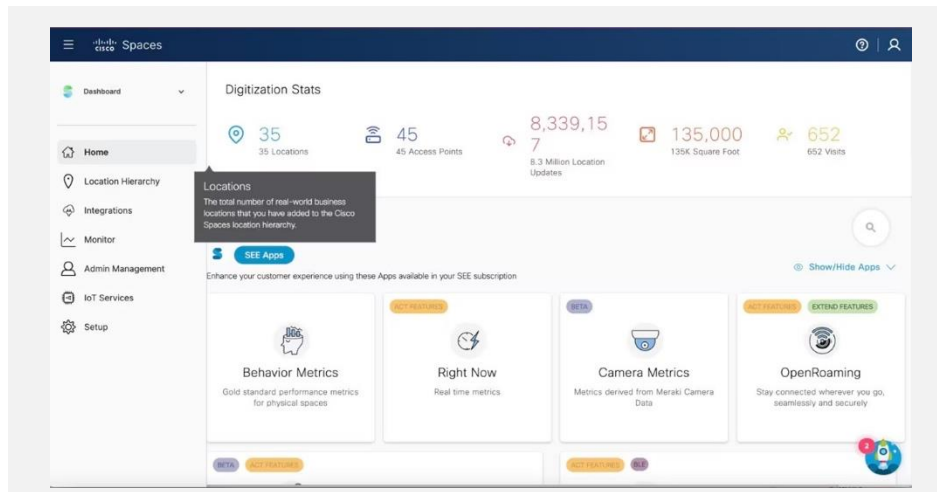 CISCO Spaces
Dashboard
Home
Location Hierarchy
Integrations
Monitor
Admin Management
IoT Services
Setup
Digitization Stats
35
35 Locations
45
45 Access Points
8,339,15
7
8.3 Million Location
Updates
135,000
135K Square Foot
652
652 Visits
Locations
The total number of real-world business
locations that you have added to the Cisco
Spaces location hierarchy.
SEE Apps
Enhance your customer experience using these Apps available in your SEE subscription
Show/Hide Apps
Behavior Metrics
Gold standard performance metrics
for physical spaces
ACT FEATURES
Right Now
Real time metrics
BETA
Camera Metrics
Metrics derived from Meraki Camera
Data
ACT FEATURES EXTEND FEATURES
OpenRoaming
Stay connected wherever you go,
seamlessly and securely
BETA ACT FEATURES
ACT FEATURES BLE
3